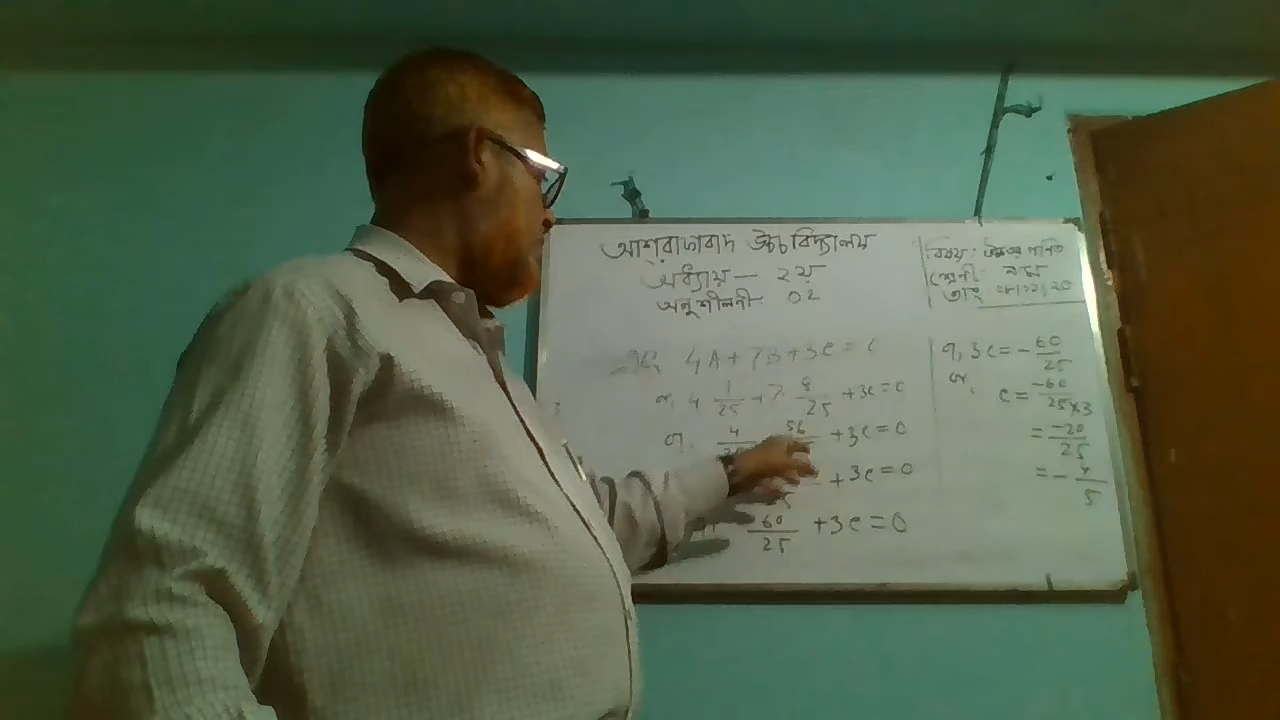 আশরাফাবাদ উচ্চবিদ্যালয়
অধ্যায় — ২য়
অনুশীলনী — ০২
বিষয়: উচ্চতর গণিত
শ্রেণী: নবম
তাং
4A + 7B + 3C = 0
বা, 4 1/25 + 7. 8/25 + 3C = 0
বা, 4 56 + 3C = 0
+ 3C = 0
60/25 + 3C = 0
বা, 3C = - 60/25
বা, C = -60/25×3
= -20/25
= - 4/5